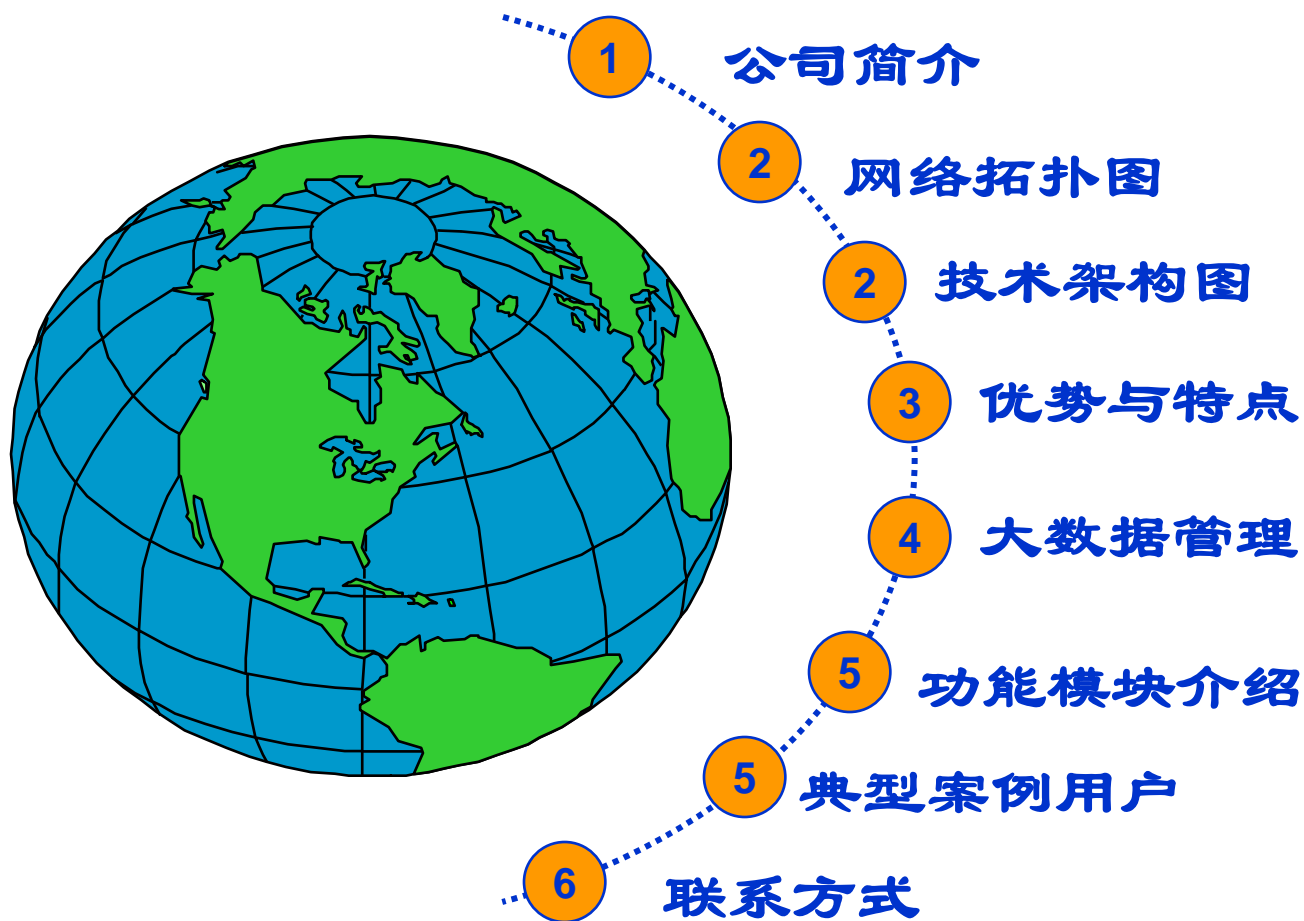 1 公司简介
2 网络拓扑图
2 技术架构图
3 优势与特点
4 大数据管理
5 功能模块介绍
5 典型案例用户
6 联系方式